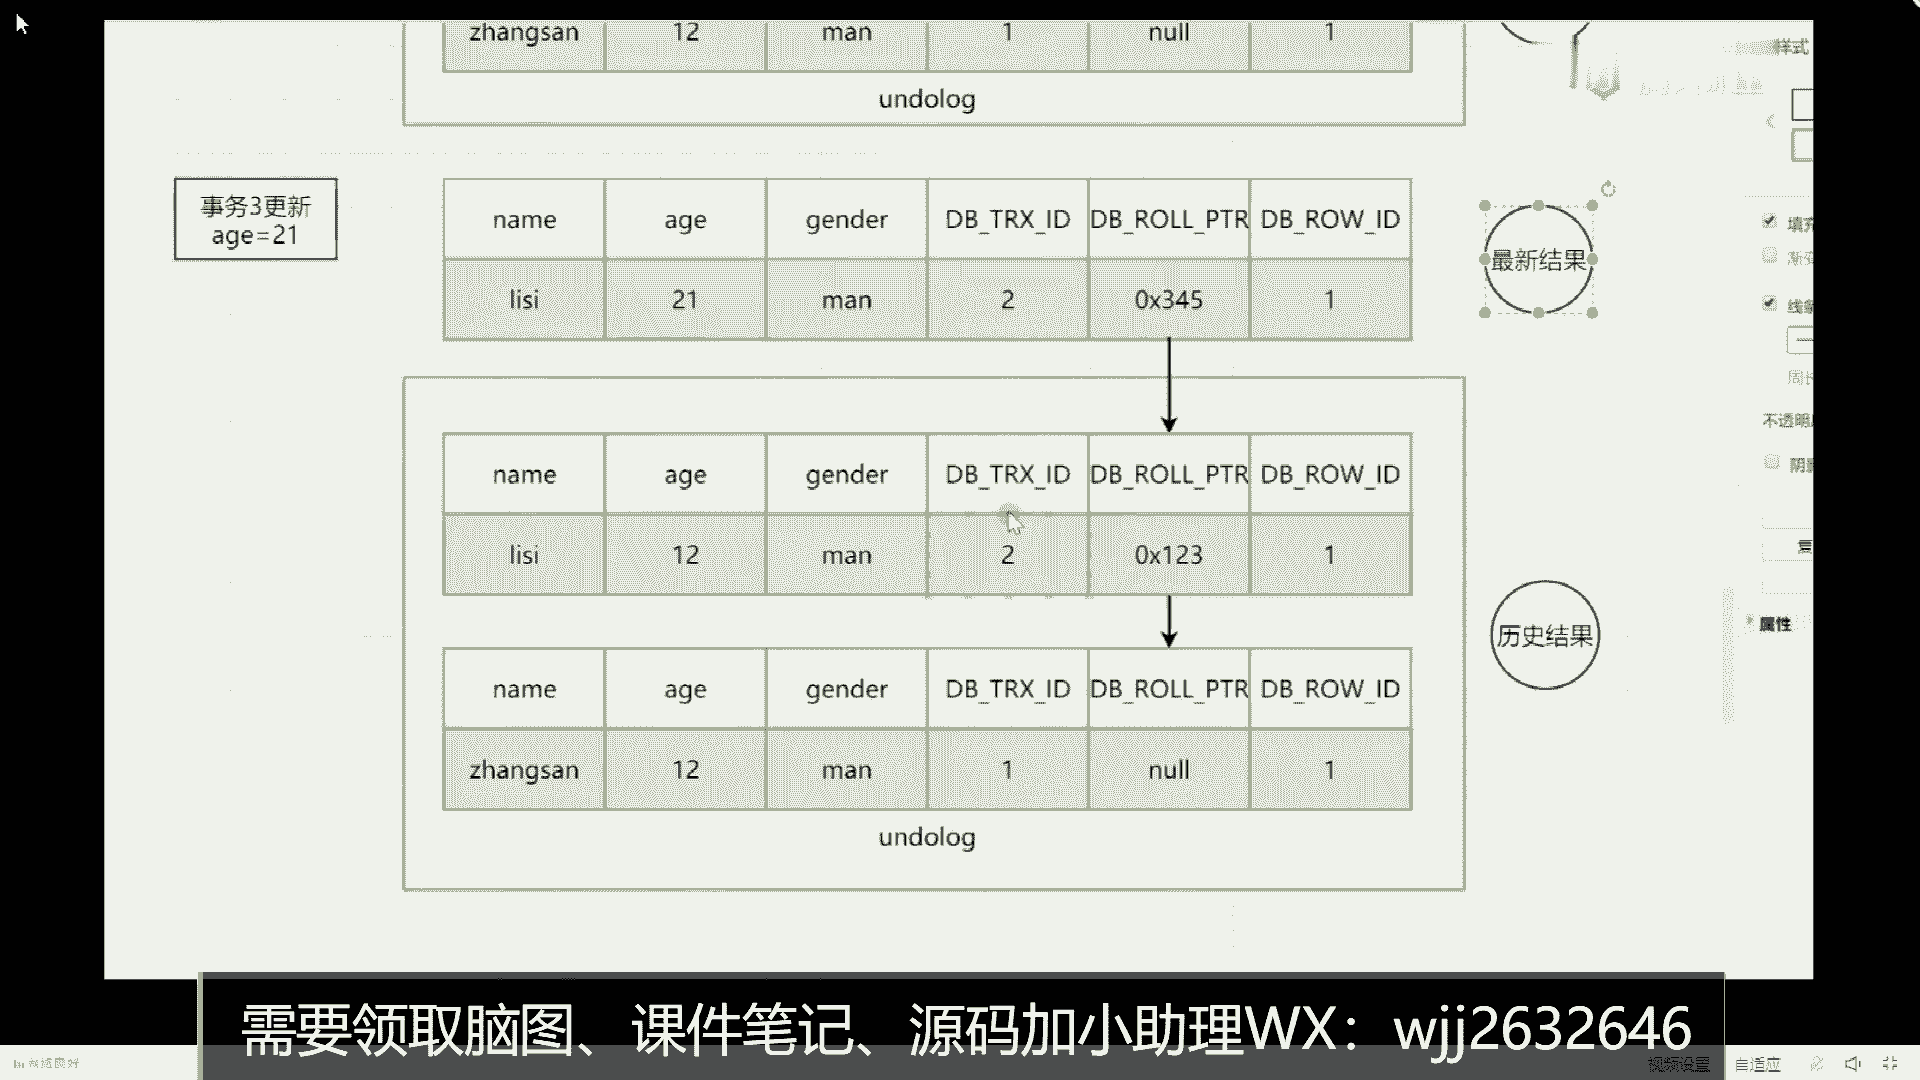 zhangsan 12 man 1 null 1
undolog
样式
事务3更新
age=21
name age gender DB_TRX_ID DB_ROLL_PTR DB_ROW_ID
lisi 21 man 2 0x345 1
最新结果
name age gender DB_TRX_ID DB_ROLL_PTR DB_ROW_ID
lisi 12 man 2 0x123 1
历史结果
属性
name age gender DB_TRX_ID DB_ROLL_PTR DB_ROW_ID
zhangsan 12 man 1 null 1
undolog
需要领取脑图、课件笔记、源码加小助理WX：wjj2632646
视频设置 自适应